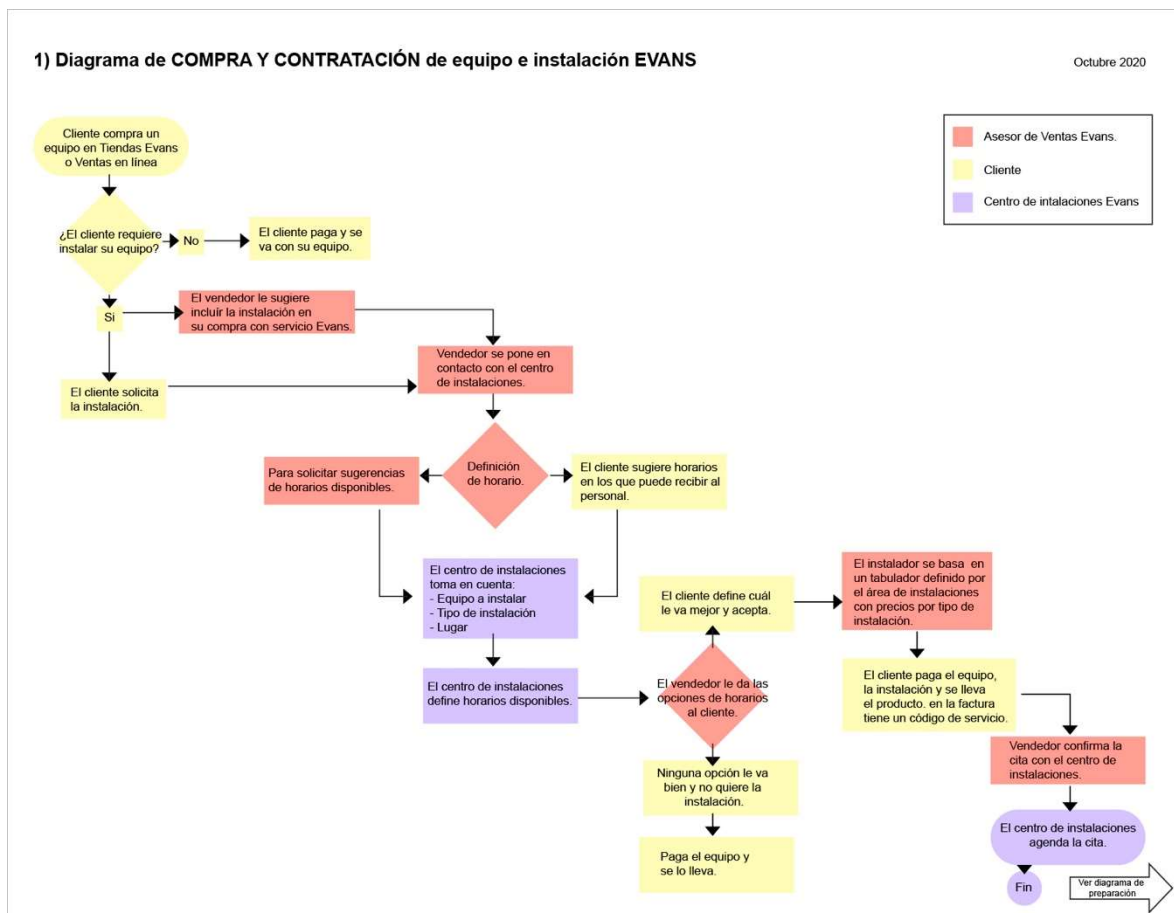 1) Diagrama de COMPRA Y CONTRATACIÓN de equipo e instalación EVANS
Octubre 2020
Asesor de Ventas Evans.
Cliente
Centro de intalaciones Evans
Cliente compra un
equipo en Tiendas Evans
o Ventas en línea
¿El cliente requiere
instalar su equipo?
No
El cliente paga y se
va con su equipo.
Si
El vendedor le sugiere
incluír la instalación en
su compra con servicio Evans.
El cliente solicita
la instalación.
Vendedor se pone en
contacto con el centro
de instalaciones.
Definición
de horario.
Para solicitar sugerencias
de horarios disponibles.
El cliente sugiere horarios
en los que puede recibir al
personal.
El centro de instalaciones
toma en cuenta:
- Equipo a instalar
- Tipo de instalación
- Lugar
El centro de instalaciones
define horarios disponibles.
El vendedor le da las
opciones de horarios
al cliente.
El cliente define cuál
le va mejor y acepta.
El instalador se basa en
un tabulador definido por
el área de instalaciones
con precios por tipo de
instalación.
El cliente paga el equipo,
la instalación y se lleva
el producto. en la factura
tiene un código de servicio.
Ninguna opción le va
bien y no quiere la
instalación.
Paga el equipo y
se lo lleva.
Vendedor confirma la
cita con el centro de
instalaciones.
El centro de instalaciones
agenda la cita.
Fin
Ver diagrama de
preparación